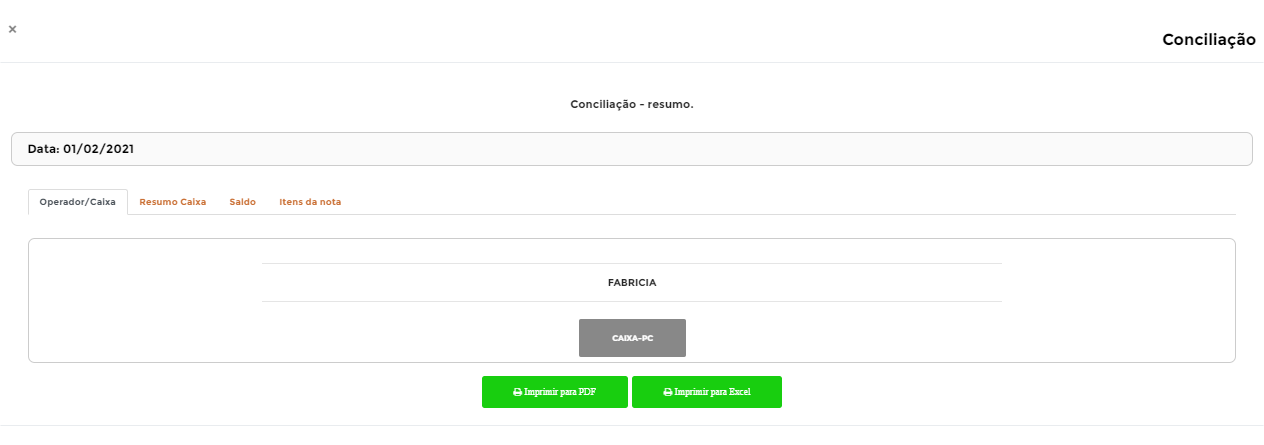 ×
Conciliação
Conciliação - resumo.
Data: 01/02/2021
Operador/Caixa Resumo Caixa Saldo Itens da nota
FABRICIA
CAIXA-PC
Imprimir para PDF Imprimir para Excel